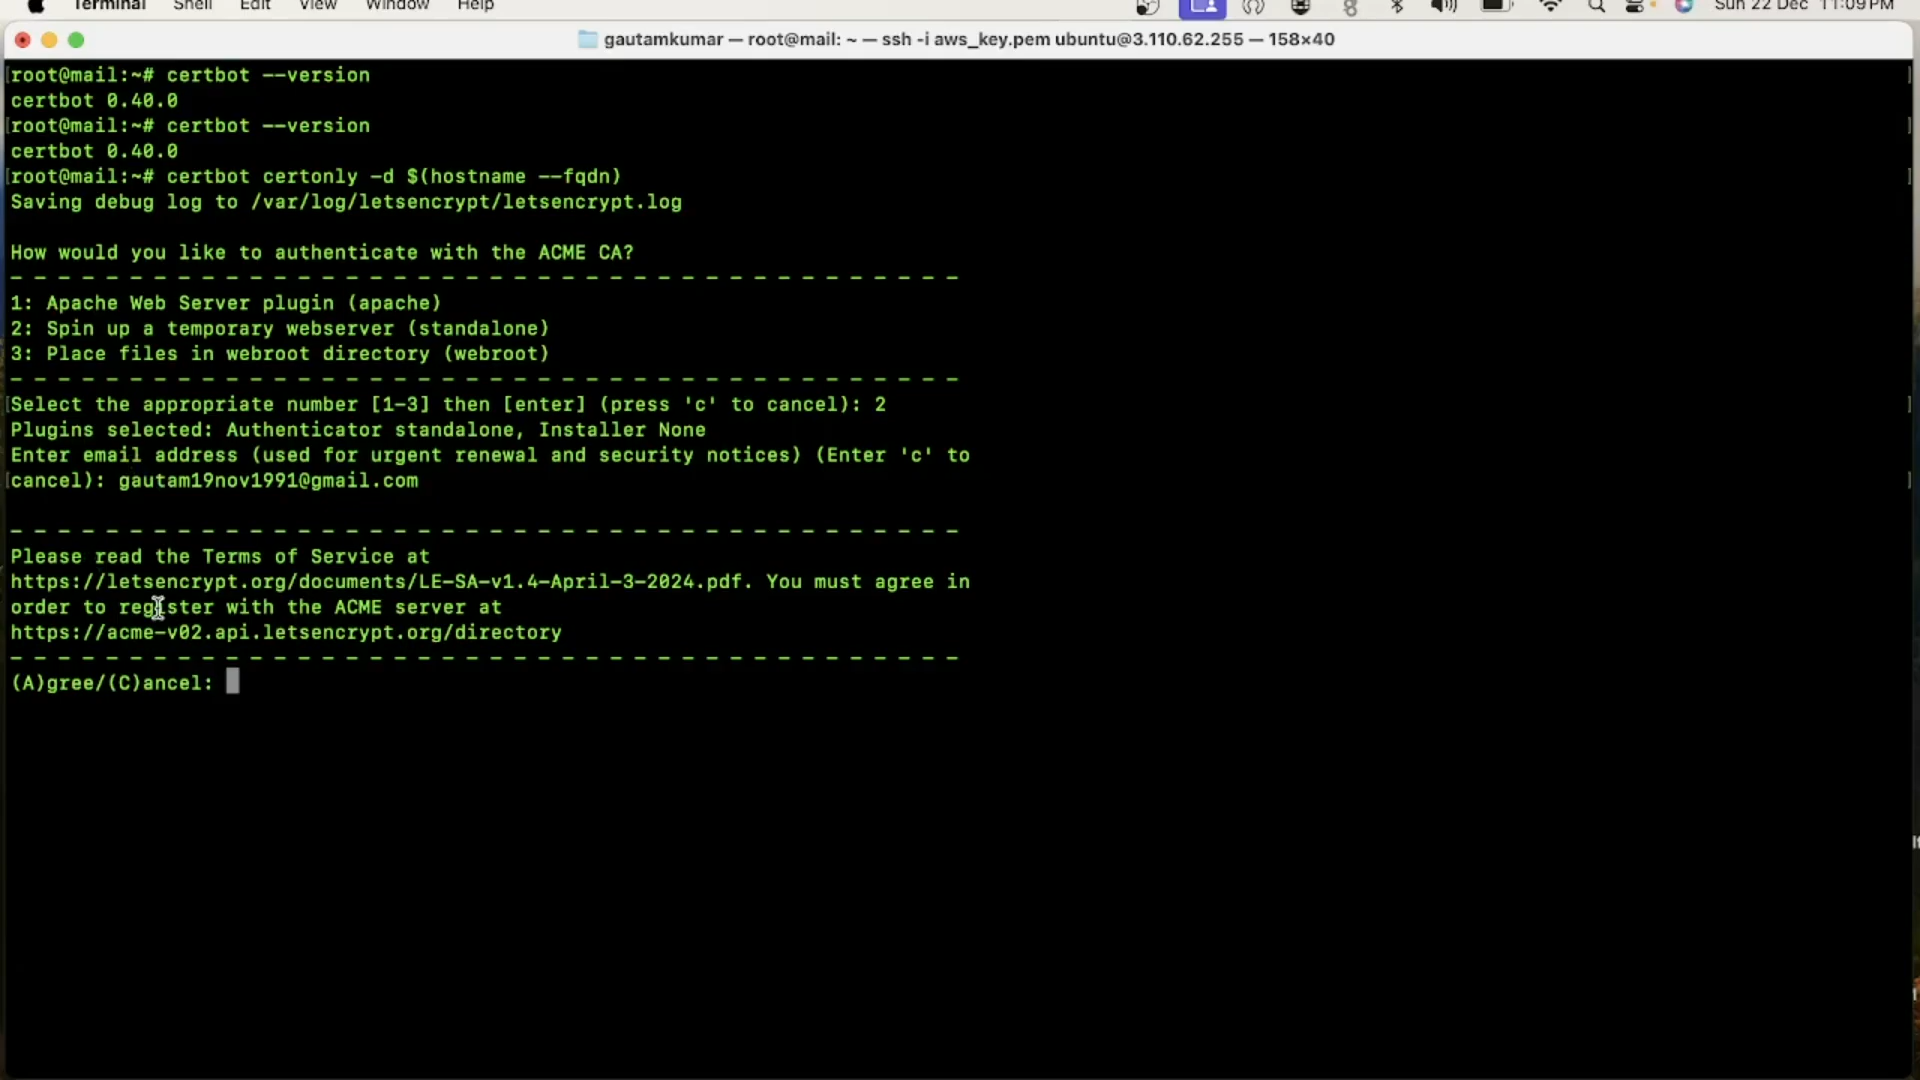 Terminal Shell Edit View Window Help Sun 22 Dec 11:09 PM
gautamkumar — root@mail: ~ — ssh -i aws_key.pem ubuntu@3.110.62.255 — 158×40
[root@mail:~# certbot --version ]
certbot 0.40.0
[root@mail:~# certbot --version ]
certbot 0.40.0
[root@mail:~# certbot certonly -d $(hostname --fqdn) ]
Saving debug log to /var/log/letsencrypt/letsencrypt.log
How would you like to authenticate with the ACME CA?
- - - - - - - - - - - - - - - - - - - - - - - - - - - - - - - - - - - - - - - -
1: Apache Web Server plugin (apache)
2: Spin up a temporary webserver (standalone)
3: Place files in webroot directory (webroot)
- - - - - - - - - - - - - - - - - - - - - - - - - - - - - - - - - - - - - - - -
[Select the appropriate number [1-3] then [enter] (press 'c' to cancel): 2 ]
Plugins selected: Authenticator standalone, Installer None
Enter email address (used for urgent renewal and security notices) (Enter 'c' to
[cancel): gautam19nov1991@gmail.com ]
- - - - - - - - - - - - - - - - - - - - - - - - - - - - - - - - - - - - - - - -
Please read the Terms of Service at
https://letsencrypt.org/documents/LE-SA-v1.4-April-3-2024.pdf. You must agree in
order to register with the ACME server at
https://acme-v02.api.letsencrypt.org/directory
- - - - - - - - - - - - - - - - - - - - - - - - - - - - - - - - - - - - - - - -
(A)gree/(C)ancel: